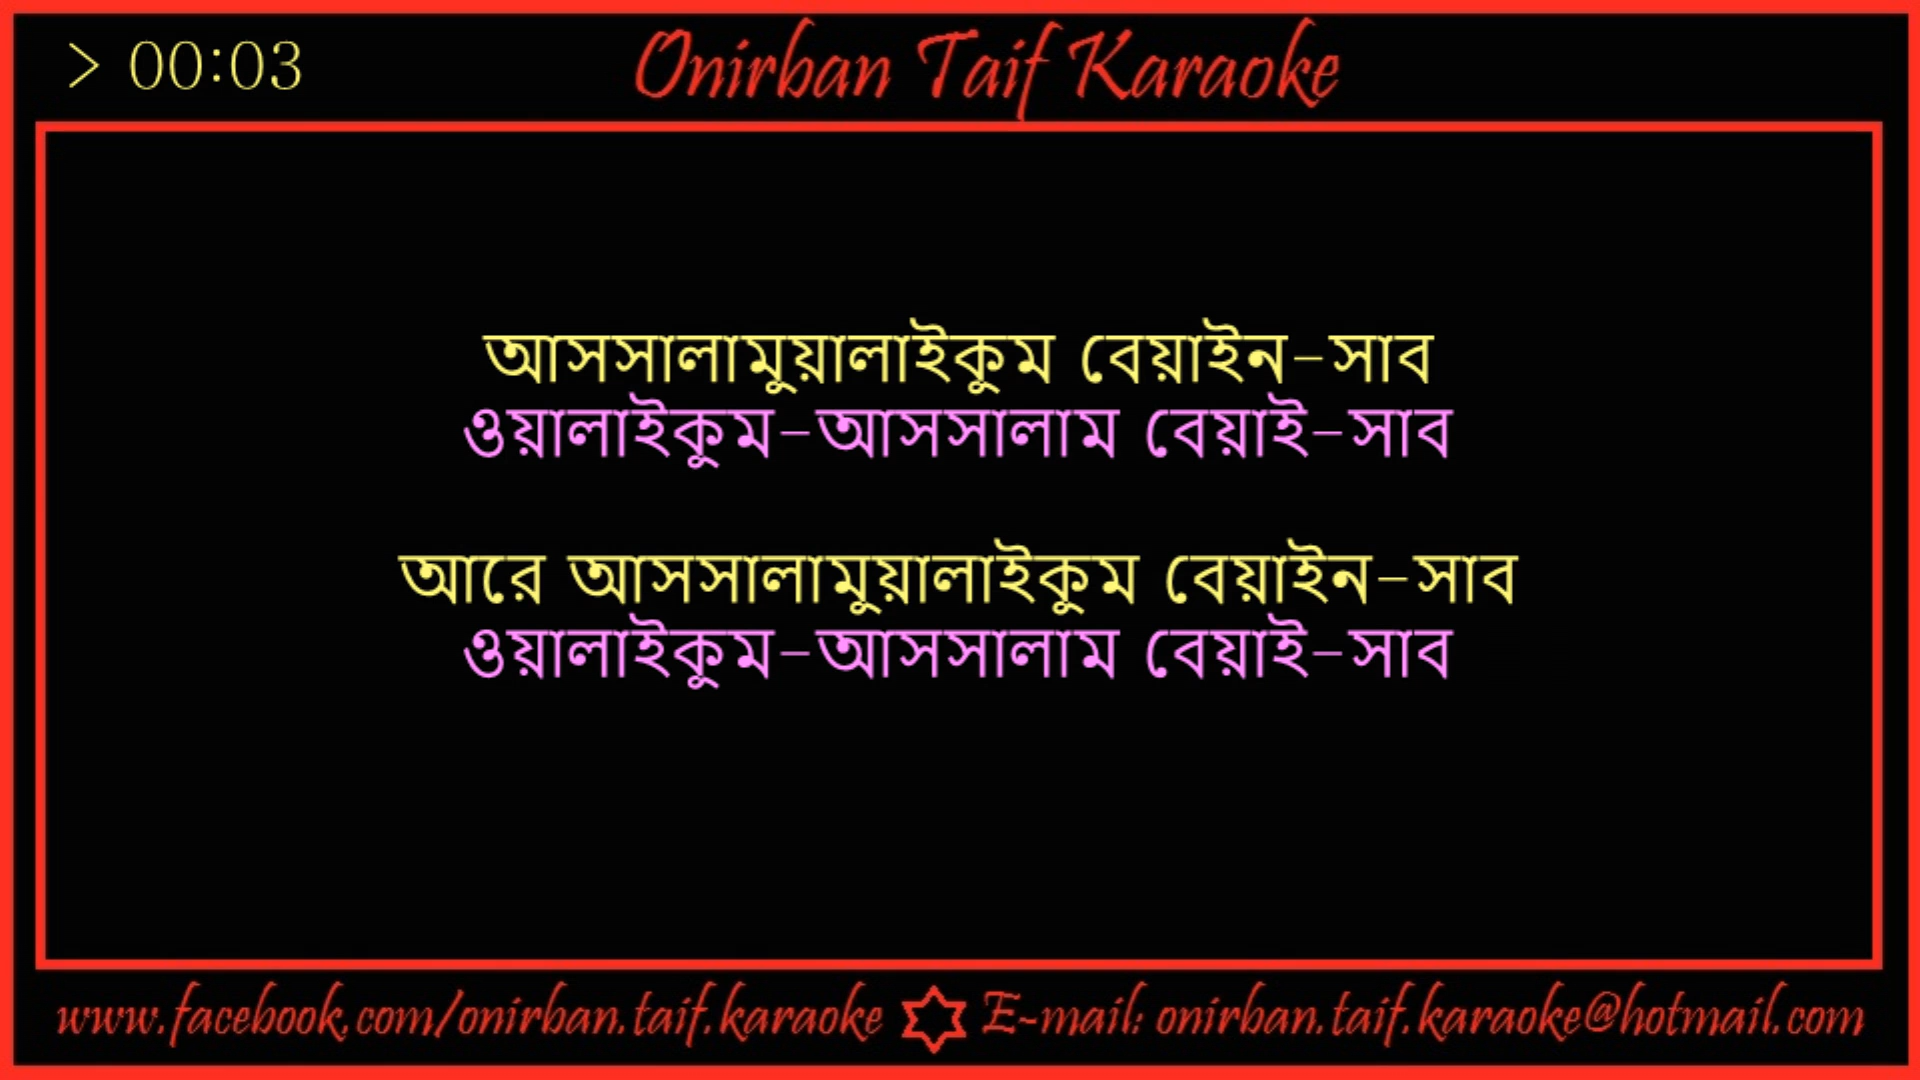 > 00:03
Onirban Taif Karaoke
আসসালামুয়ালাইকুম বেয়াইন-সাব
ওয়ালাইকুম-আসসালাম বেয়াই-সাব
আরে আসসালামুয়ালাইকুম বেয়াইন-সাব
ওয়ালাইকুম-আসসালাম বেয়াই-সাব
www.facebook.com/onirban.taif.karaoke ✡ E-mail: onirban.taif.karaoke@hotmail.com